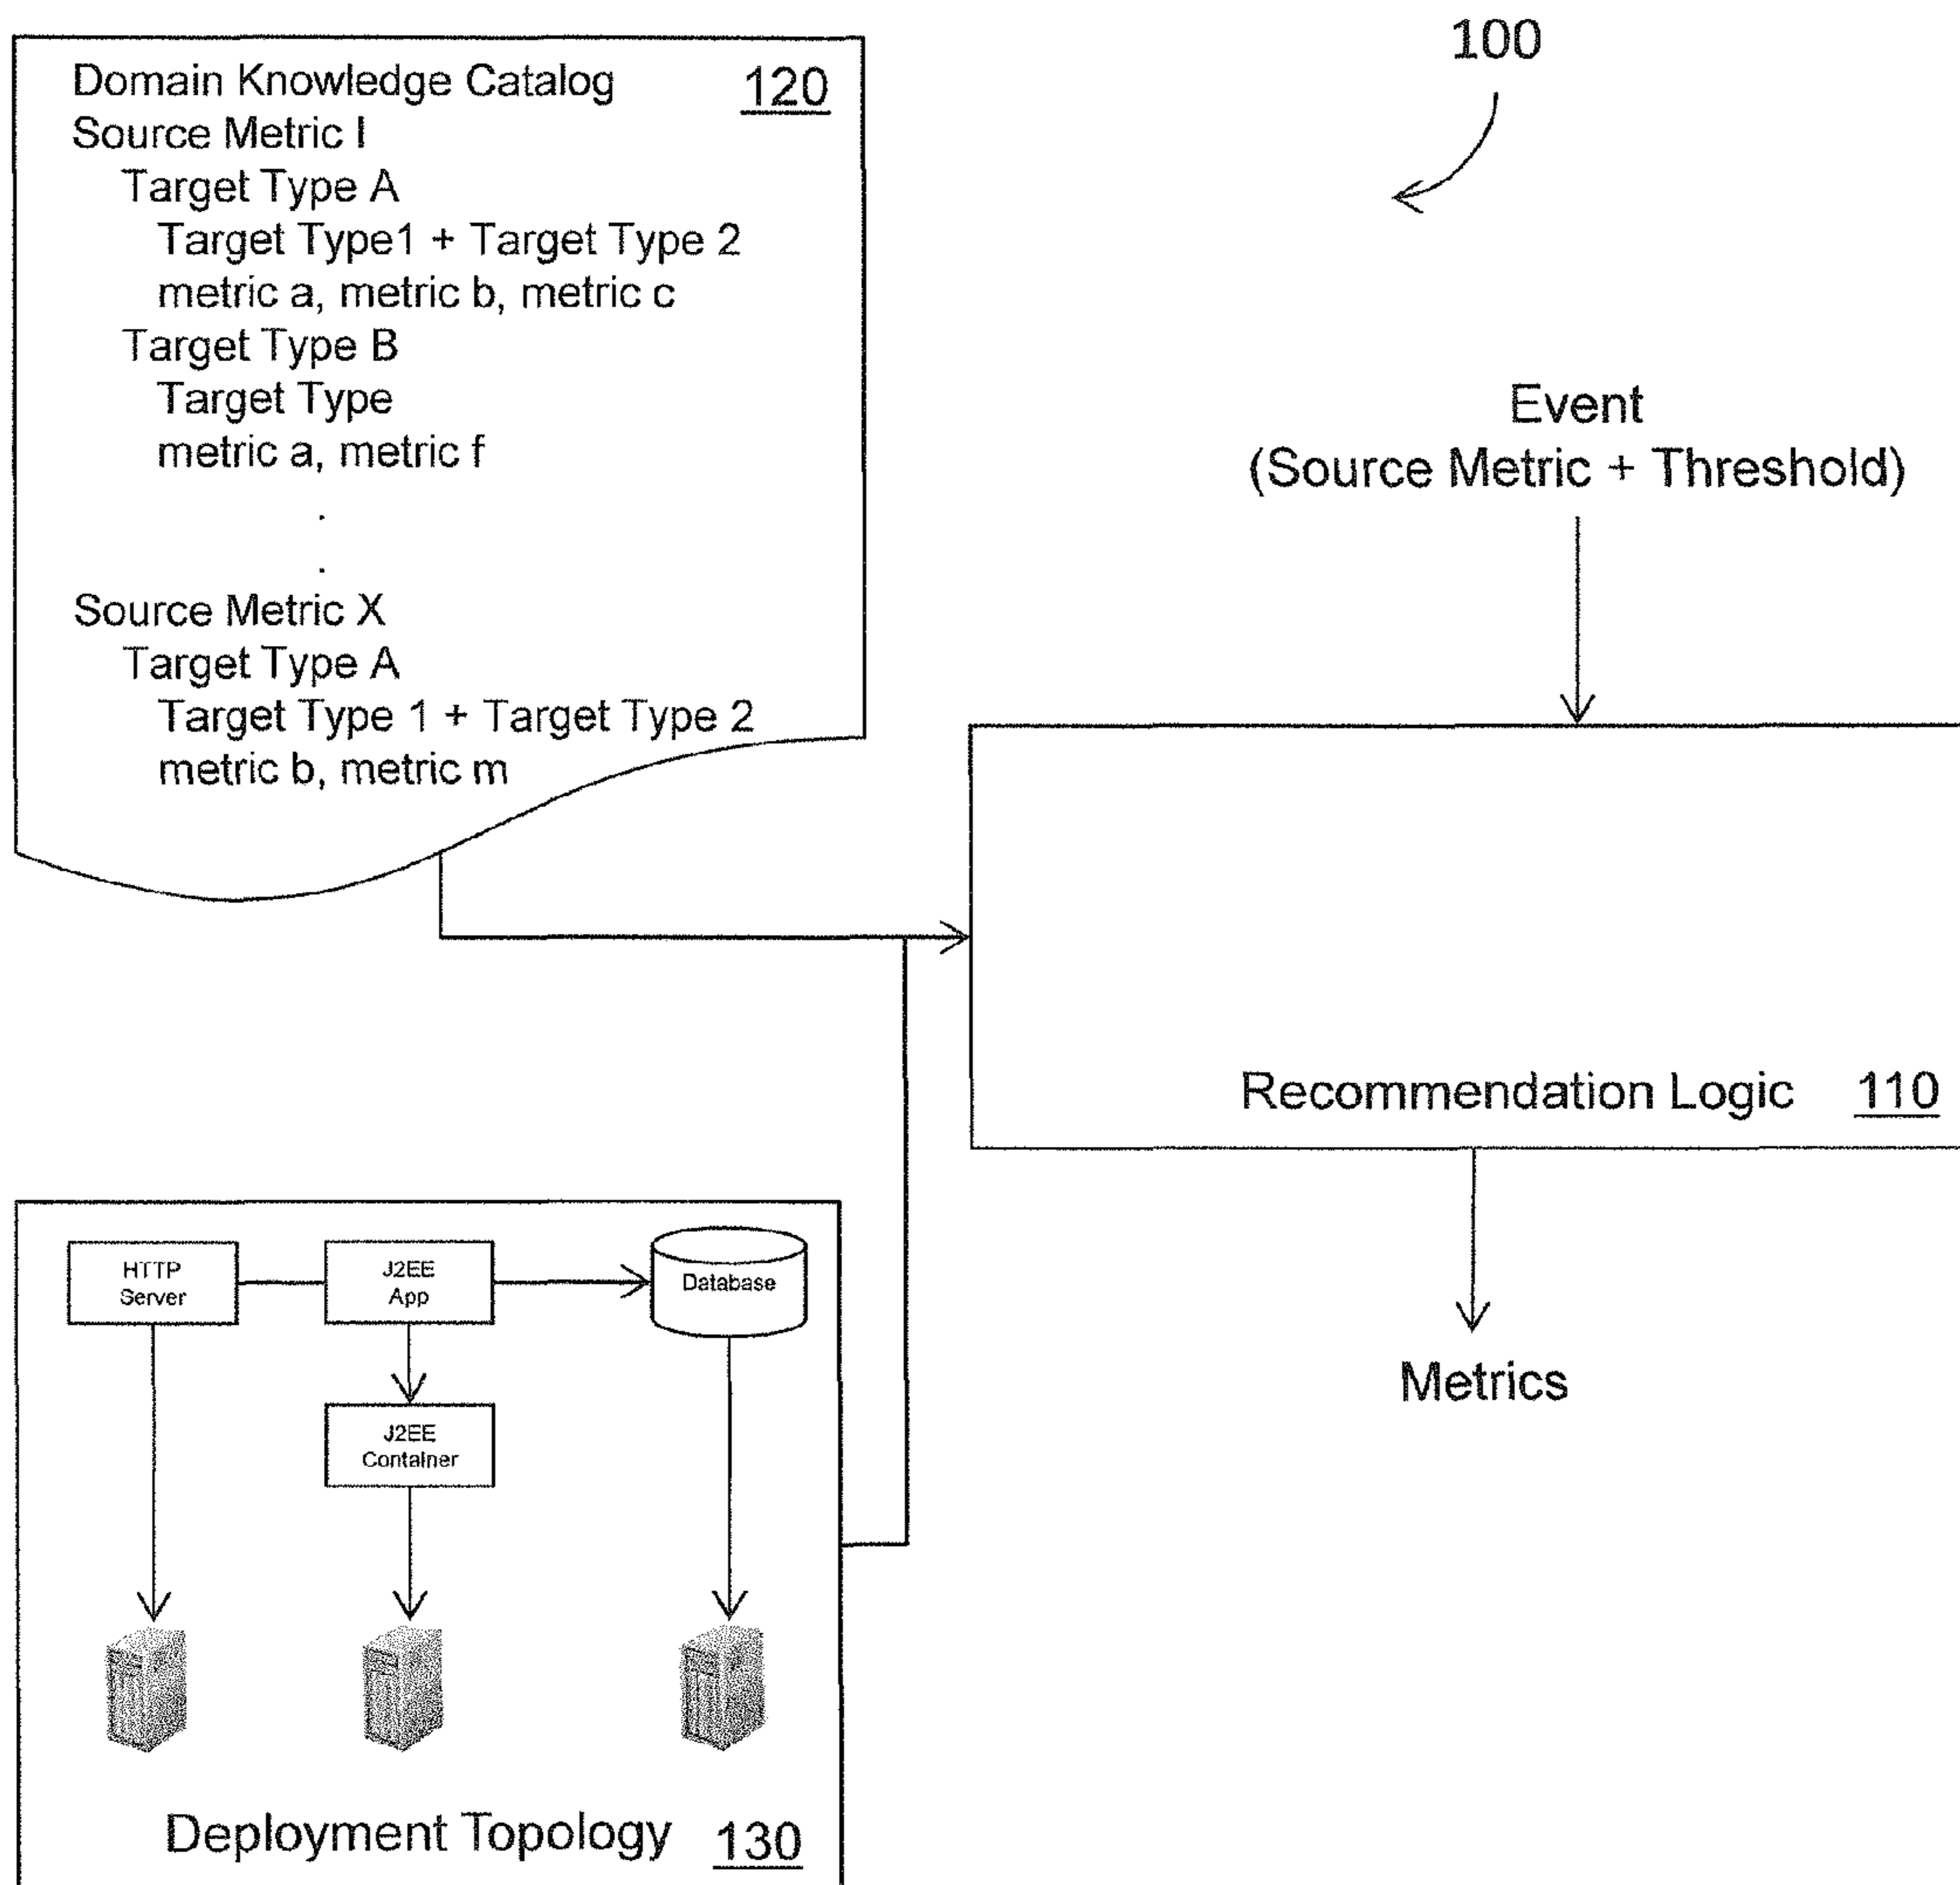 100
Domain Knowledge Catalog 120
Source Metric I
Target Type A
Target Type1 + Target Type 2
metric a, metric b, metric c
Target Type B
Target Type
metric a, metric f
.
.
Source Metric X
Target Type A
Target Type 1 + Target Type 2
metric b, metric m
Event
(Source Metric + Threshold)
Recommendation Logic 110
Metrics
HTTP
Server
J2EE
App
Database
J2EE
Container
Deployment Topology 130